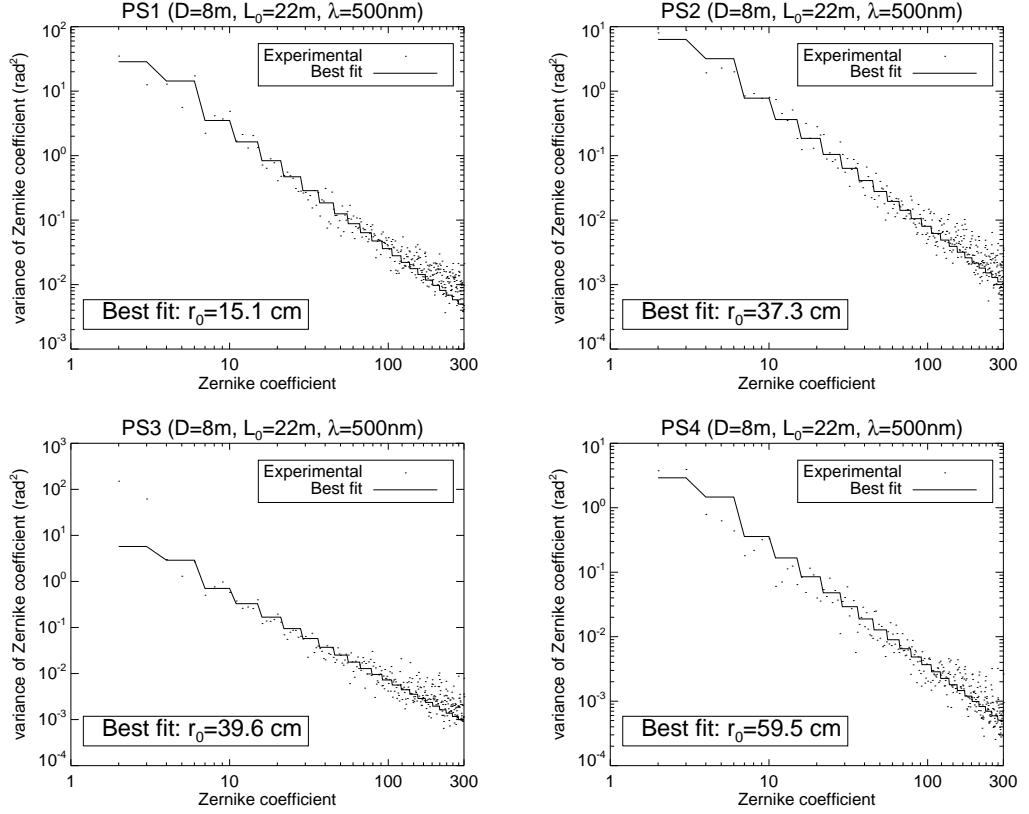 PS1 (D=8m, L₀=22m, λ=500nm)
variance of Zernike coefficient (rad²)
10²
10¹
10⁰
10⁻¹
10⁻²
10⁻³
Experimental
Best fit
Best fit: r₀=15.1 cm
1 10 100 300
Zernike coefficient
PS2 (D=8m, L₀=22m, λ=500nm)
variance of Zernike coefficient (rad²)
10¹
10⁰
10⁻¹
10⁻²
10⁻³
10⁻⁴
Experimental
Best fit
Best fit: r₀=37.3 cm
1 10 100 300
Zernike coefficient
PS3 (D=8m, L₀=22m, λ=500nm)
variance of Zernike coefficient (rad²)
10³
10²
10¹
10⁰
10⁻¹
10⁻²
10⁻³
10⁻⁴
Experimental
Best fit
Best fit: r₀=39.6 cm
1 10 100 300
Zernike coefficient
PS4 (D=8m, L₀=22m, λ=500nm)
variance of Zernike coefficient (rad²)
10¹
10⁰
10⁻¹
10⁻²
10⁻³
10⁻⁴
Experimental
Best fit
Best fit: r₀=59.5 cm
1 10 100 300
Zernike coefficient